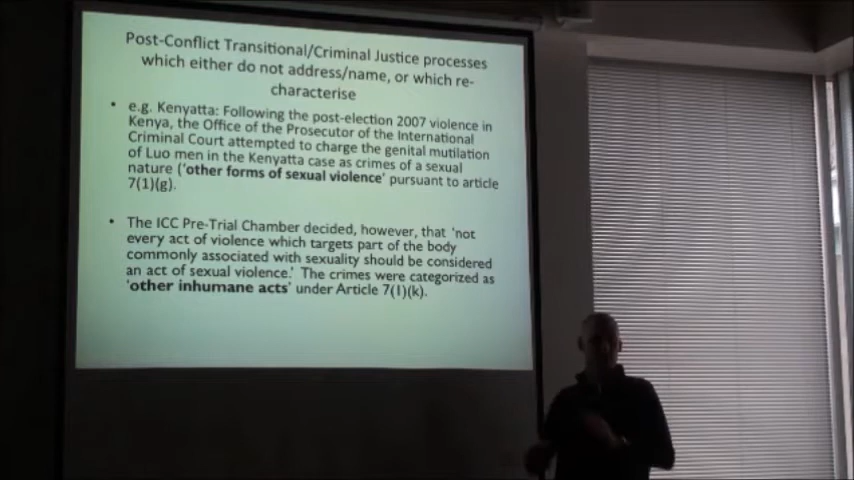 Post-Conflict Transitional/Criminal Justice processes
which either do not address/name, or which re-
characterise
• e.g. Kenyatta: Following the post-election 2007 violence in
Kenya, the Office of the Prosecutor of the International
Criminal Court attempted to charge the genital mutilation
of Luo men in the Kenyatta case as crimes of a sexual
nature ('other forms of sexual violence' pursuant to article
7(1)(g).
• The ICC Pre-Trial Chamber decided, however, that 'not
every act of violence which targets part of the body
commonly associated with sexuality should be considered
an act of sexual violence.' The crimes were categorized as
'other inhumane acts' under Article 7(1)(k).